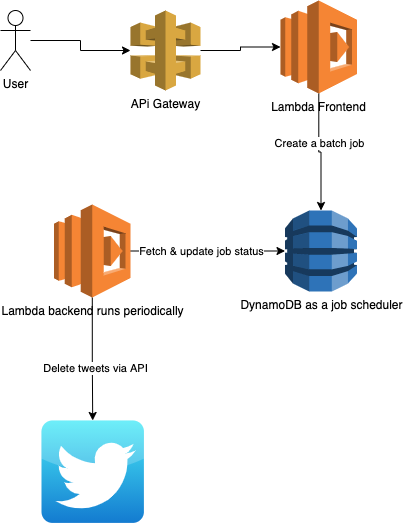 User
APi Gateway
Lambda Frontend
Create a batch job
Fetch & update job status
DynamoDB as a job scheduler
Lambda backend runs periodically
Delete tweets via API